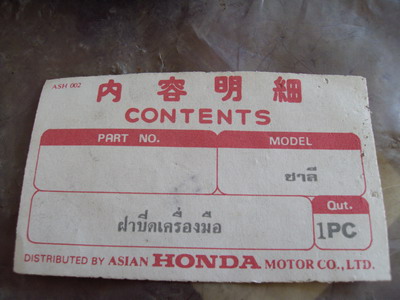 ASH 002
内容明細
CONTENTS
PART NO. MODEL
ชาลี
Qut.
ฝาปิดเครื่องมือ 1PC
DISTRIBUTED BY ASIAN HONDA MOTOR CO., LTD.